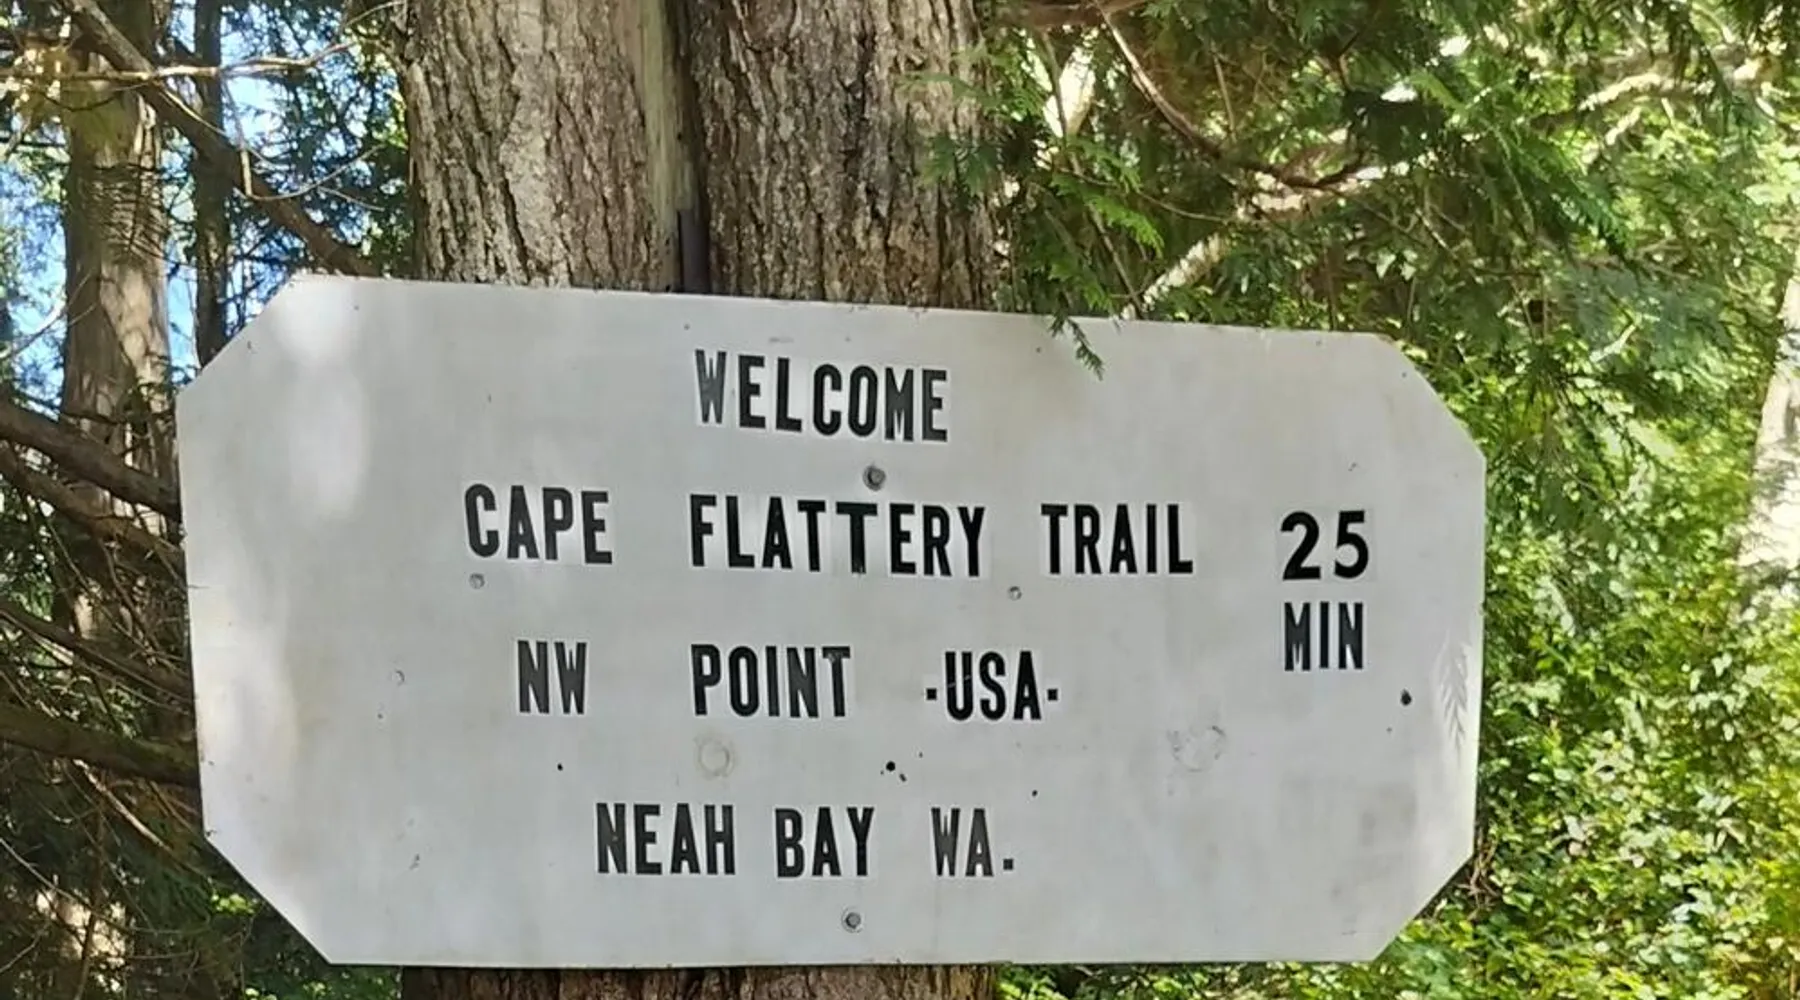 WELCOME
CAPE FLATTERY TRAIL 25
MIN
NW POINT ·USA·
NEAH BAY WA.